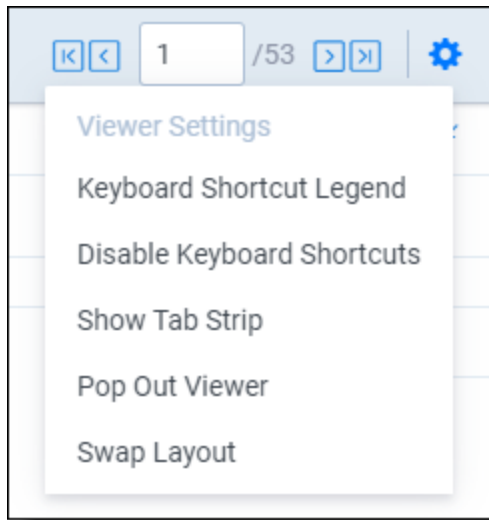 1 /53
Viewer Settings
Keyboard Shortcut Legend
Disable Keyboard Shortcuts
Show Tab Strip
Pop Out Viewer
Swap Layout